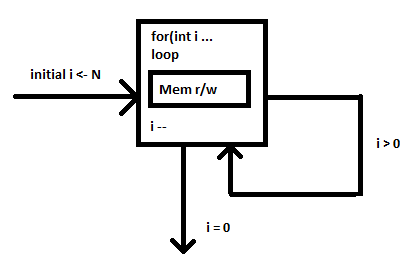 for(int i ...
loop
initial i <- N
Mem r/w
i --
i > 0
i = 0